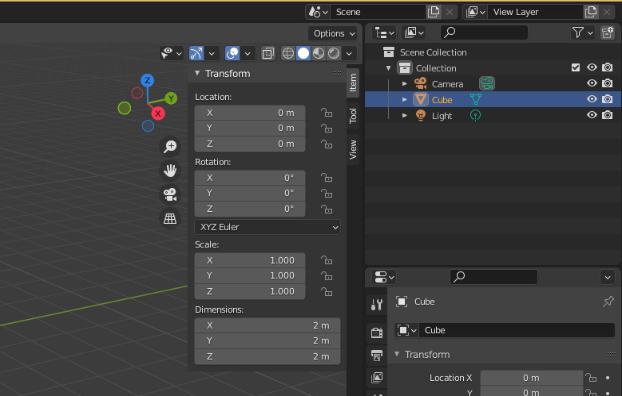 Scene
View Layer
Options
Transform
Item
Tool
View
Location:
X 0 m
Y 0 m
Z 0 m
Rotation:
X 0°
Y 0°
Z 0°
XYZ Euler
Scale:
X 1.000
Y 1.000
Z 1.000
Dimensions:
X 2 m
Y 2 m
Z 2 m
Z
Y
X
Scene Collection
Collection
Camera
Cube
Light
Cube
Cube
Transform
Location X 0 m
Y 0 m